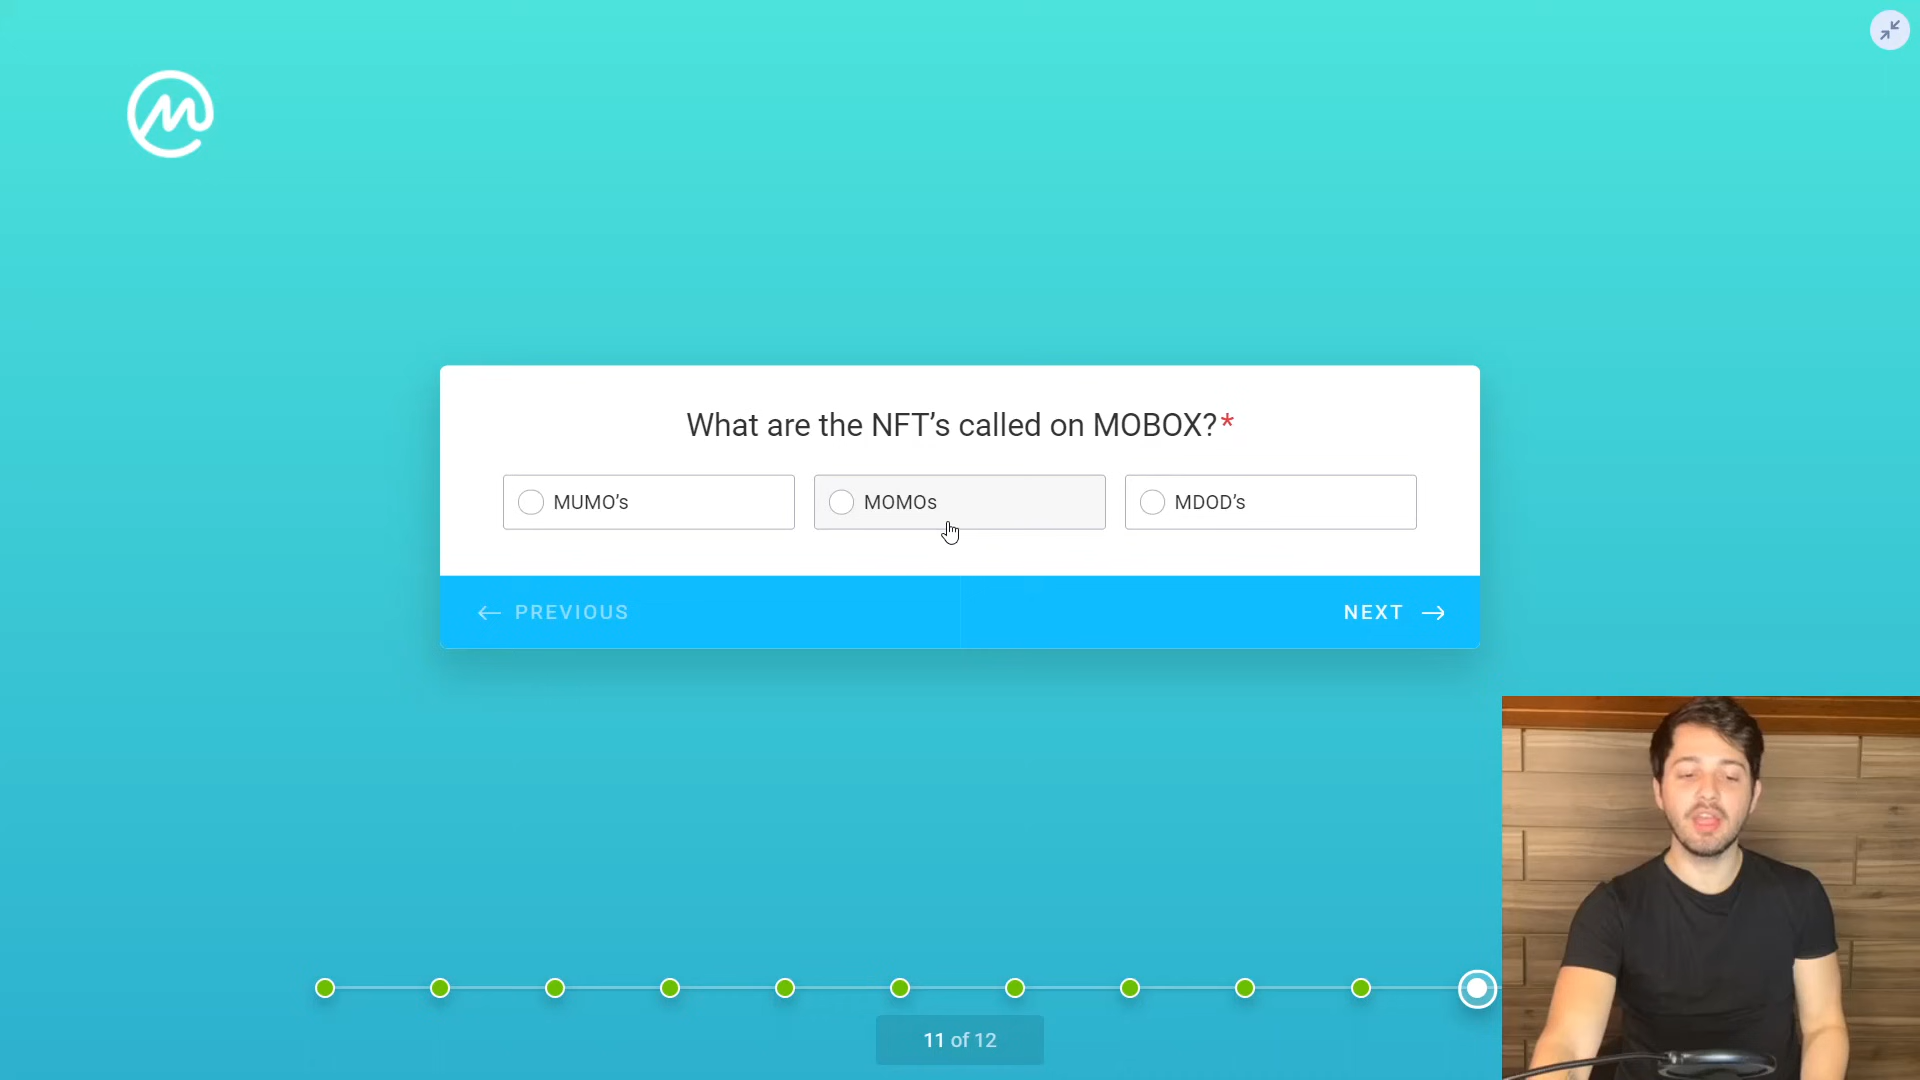 What are the NFT’s called on MOBOX?*
MUMO’s
MOMOs
MDOD’s
PREVIOUS
NEXT
11 of 12